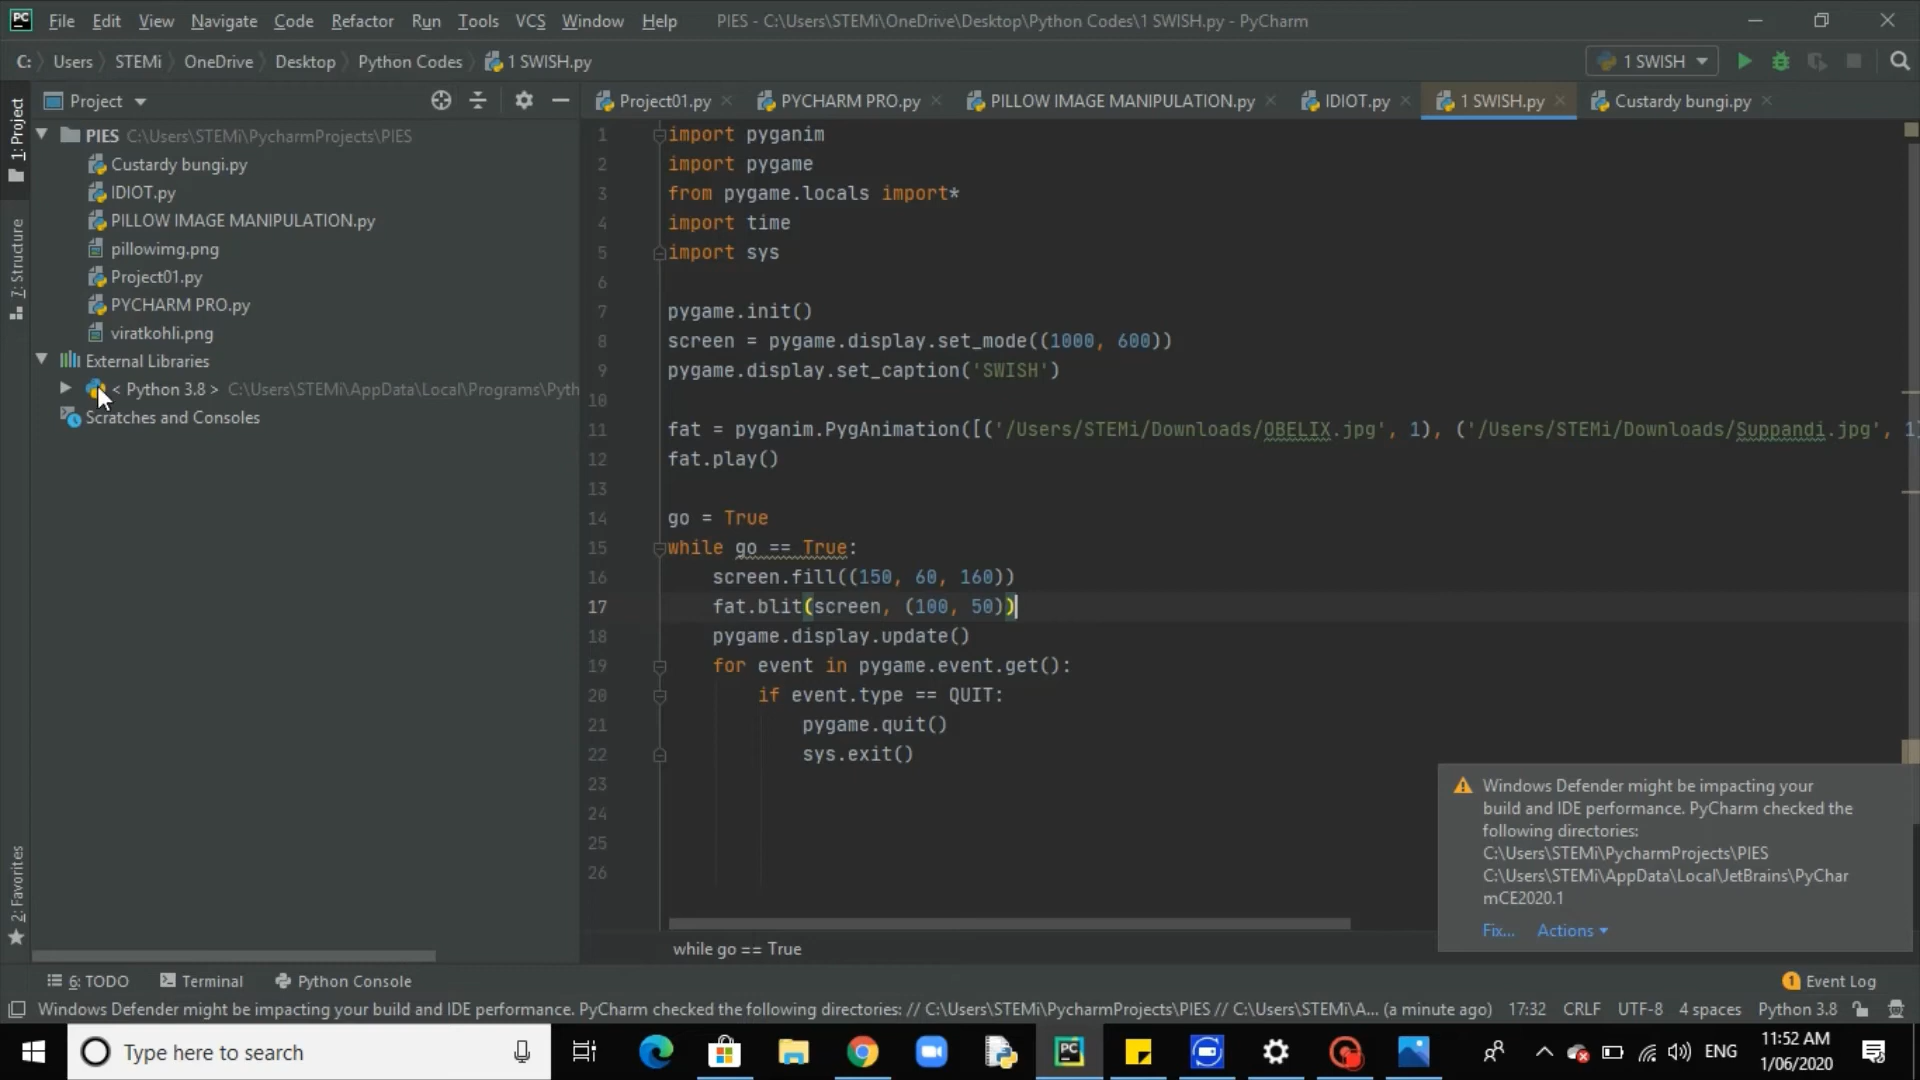 PC File Edit View Navigate Code Refactor Run Tools VCS Window Help PIES - C:\Users\STEMi\OneDrive\Desktop\Python Codes\1 SWISH.py - PyCharm
C: Users STEMi OneDrive Desktop Python Codes 1 SWISH.py 1 SWISH
Project Project01.py PYCHARM PRO.py PILLOW IMAGE MANIPULATION.py IDIOT.py 1 SWISH.py Custardy bungi.py
1: Project
7: Structure
2: Favorites
PIES C:\Users\STEMi\PycharmProjects\PIES
Custardy bungi.py
IDIOT.py
PILLOW IMAGE MANIPULATION.py
pillowimg.png
Project01.py
PYCHARM PRO.py
viratkohli.png
External Libraries
< Python 3.8 > C:\Users\STEMi\AppData\Local\Programs\Pyth
Scratches and Consoles
1 import pyganim
2 import pygame
3 from pygame.locals import*
4 import time
5 import sys
6
7 pygame.init()
8 screen = pygame.display.set_mode((1000, 600))
9 pygame.display.set_caption('SWISH')
10
11 fat = pyganim.PygAnimation([('/Users/STEMi/Downloads/OBELIX.jpg', 1), ('/Users/STEMi/Downloads/Suppandi.jpg', 1
12 fat.play()
13
14 go = True
15 while go == True:
16 screen.fill((150, 60, 160))
17 fat.blit(screen, (100, 50))
18 pygame.display.update()
19 for event in pygame.event.get():
20 if event.type == QUIT:
21 pygame.quit()
22 sys.exit()
23
24
25
26
while go == True
Windows Defender might be impacting your
build and IDE performance. PyCharm checked the
following directories:
C:\Users\STEMi\PycharmProjects\PIES
C:\Users\STEMi\AppData\Local\JetBrains\PyChar
mCE2020.1
Fix... Actions
6: TODO Terminal Python Console 1 Event Log
Windows Defender might be impacting your build and IDE performance. PyCharm checked the following directories: // C:\Users\STEMi\PycharmProjects\PIES // C:\Users\STEMi\A... (a minute ago) 17:32 CRLF UTF-8 4 spaces Python 3.8
Type here to search PC ENG 11:52 AM
1/06/2020